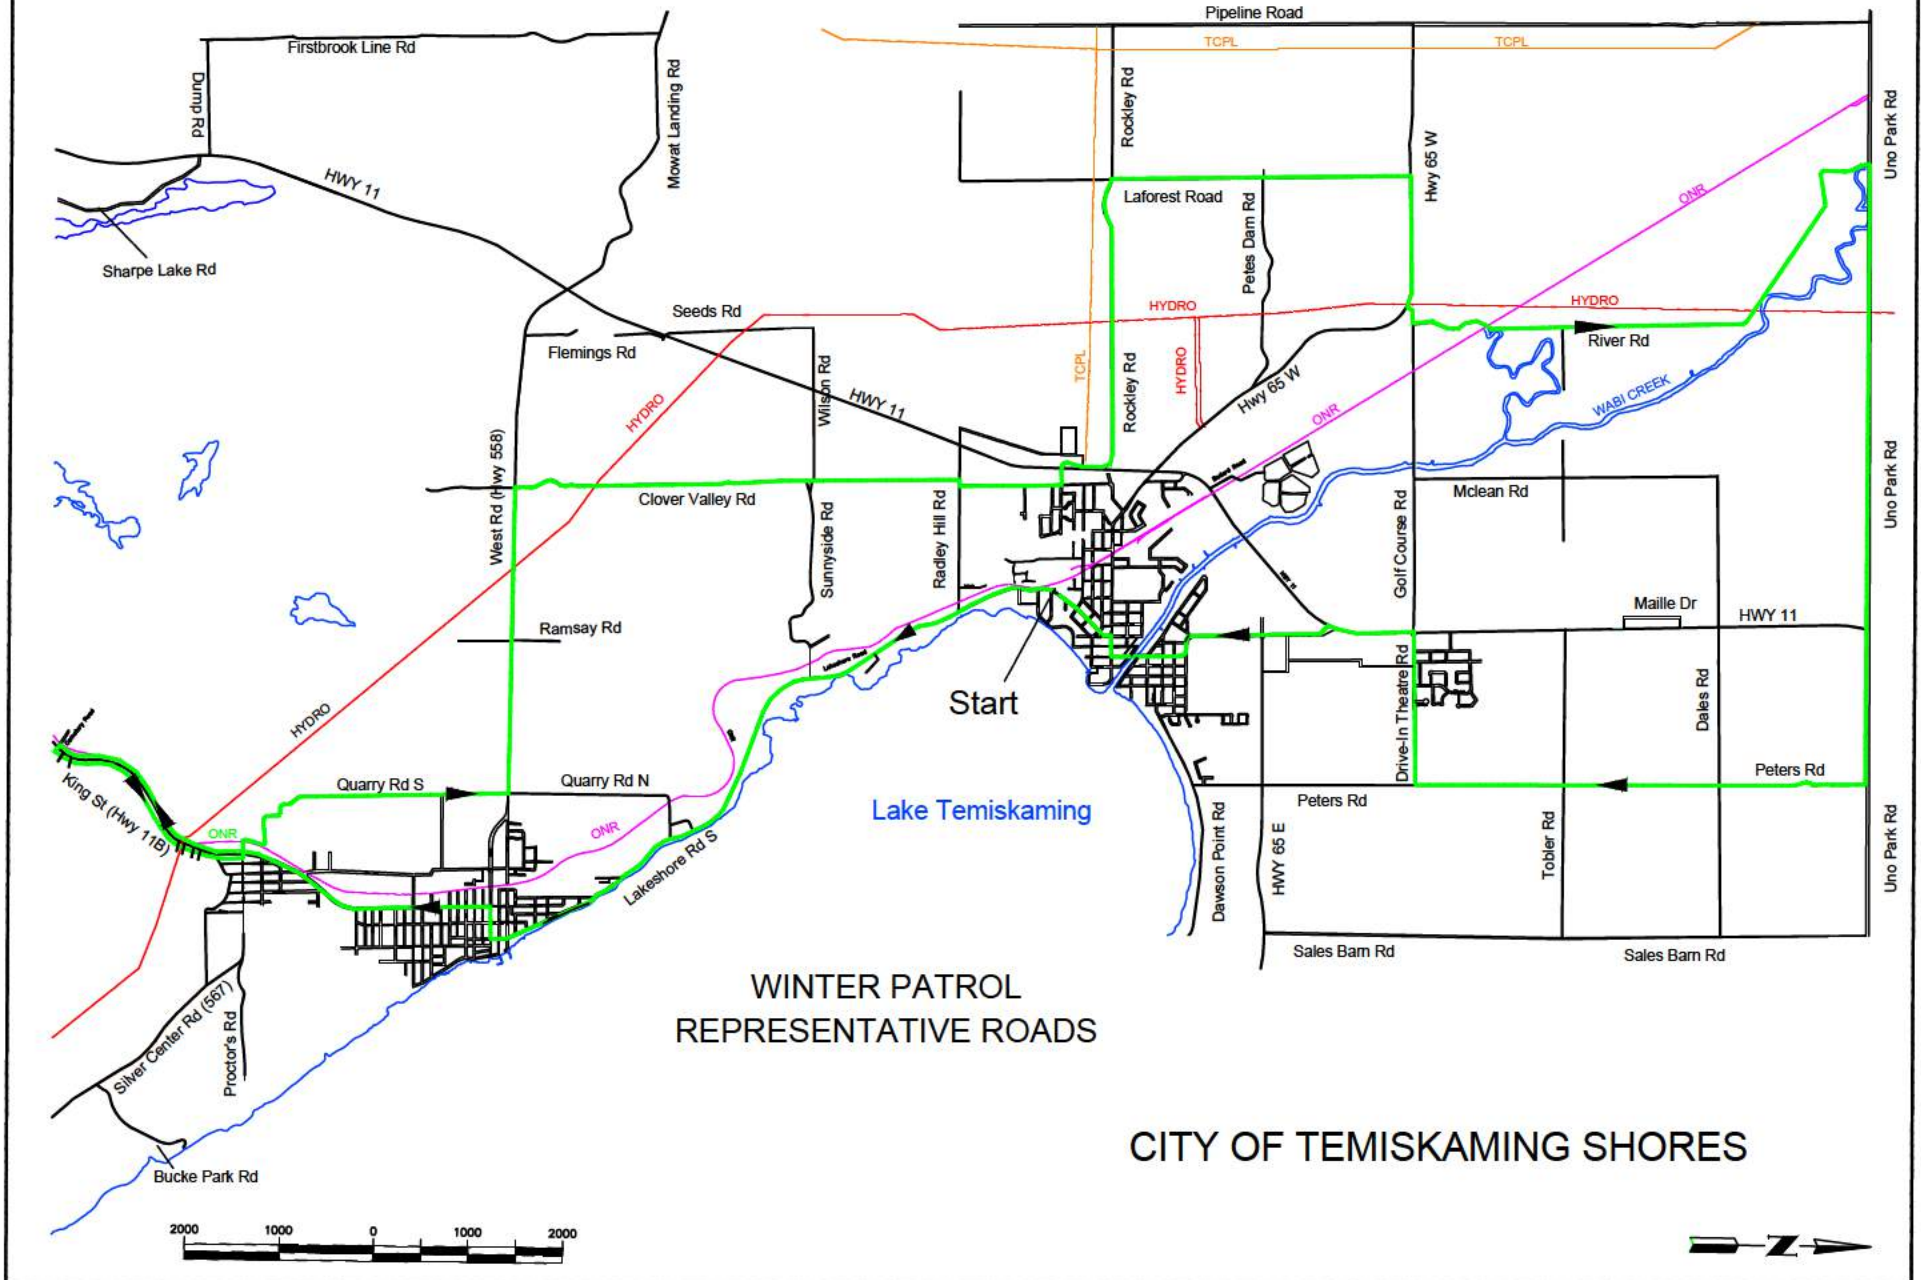 Pipeline Road
Firstbrook Line Rd
TCPL
TCPL
Dump Rd
Mowat Landing Rd
Rockley Rd
Hwy 65 W
Uno Park Rd
HWY 11
Laforest Road
Petes Dam Rd
ONR
Sharpe Lake Rd
Seeds Rd
HYDRO
HYDRO
Flemings Rd
River Rd
Wilson Rd
TCPL
Rockley Rd
HYDRO
Hwy 65 W
HYDRO
HWY 11
ONR
WABI CREEK
West Rd (Hwy 558)
Clover Valley Rd
Radley Hill Rd
Sunnyside Rd
Golf Course Rd
Mclean Rd
Uno Park Rd
Ramsay Rd
Maille Dr
HWY 11
Lakeshore Road
Start
Drive-In Theatre Rd
Dales Rd
HYDRO
King St (Hwy 11B)
Quarry Rd S
Quarry Rd N
Peters Rd
Peters Rd
Lake Temiskaming
ONR
ONR
Lakeshore Rd S
Dawson Point Rd
HWY 65 E
Tobler Rd
Uno Park Rd
Sales Barn Rd
Sales Barn Rd
WINTER PATROL
REPRESENTATIVE ROADS
Silver Center Rd (567)
Proctor's Rd
Bucke Park Rd
CITY OF TEMISKAMING SHORES
2000 1000 0 1000 2000
Z